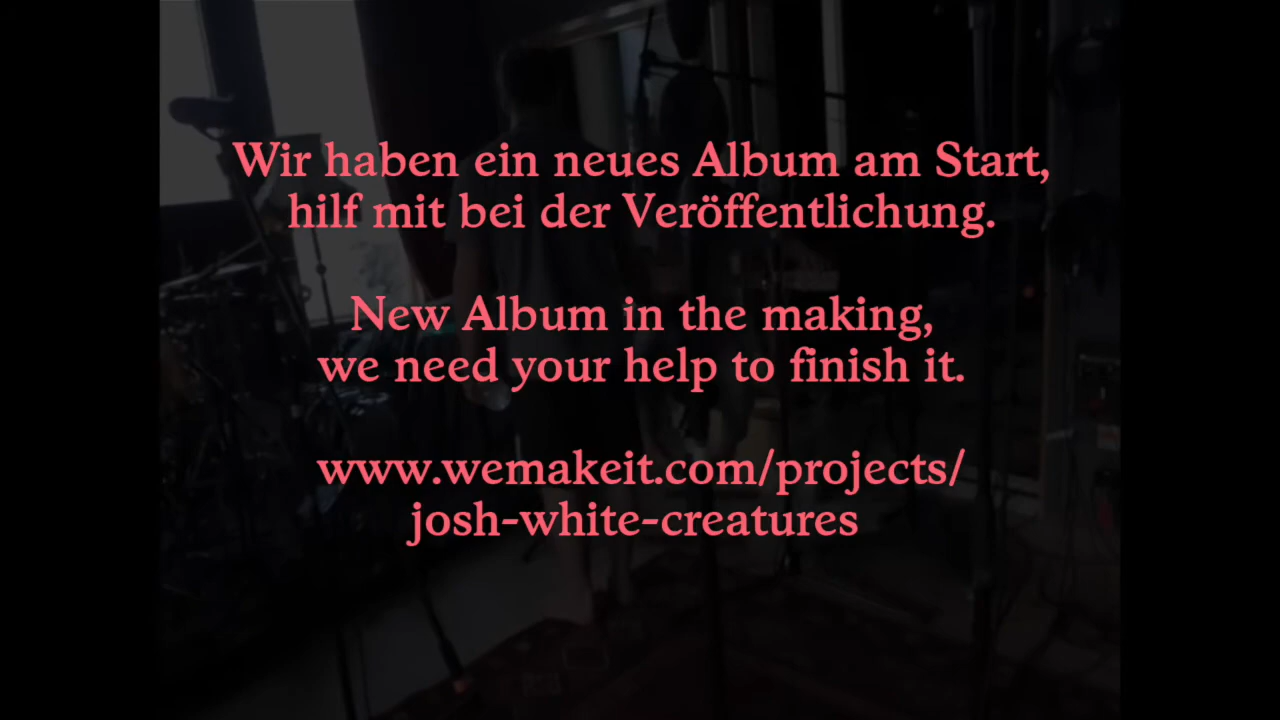 Wir haben ein neues Album am Start,
hilf mit bei der Veröffentlichung.
New Album in the making,
we need your help to finish it.
www.wemakeit.com/projects/
josh-white-creatures